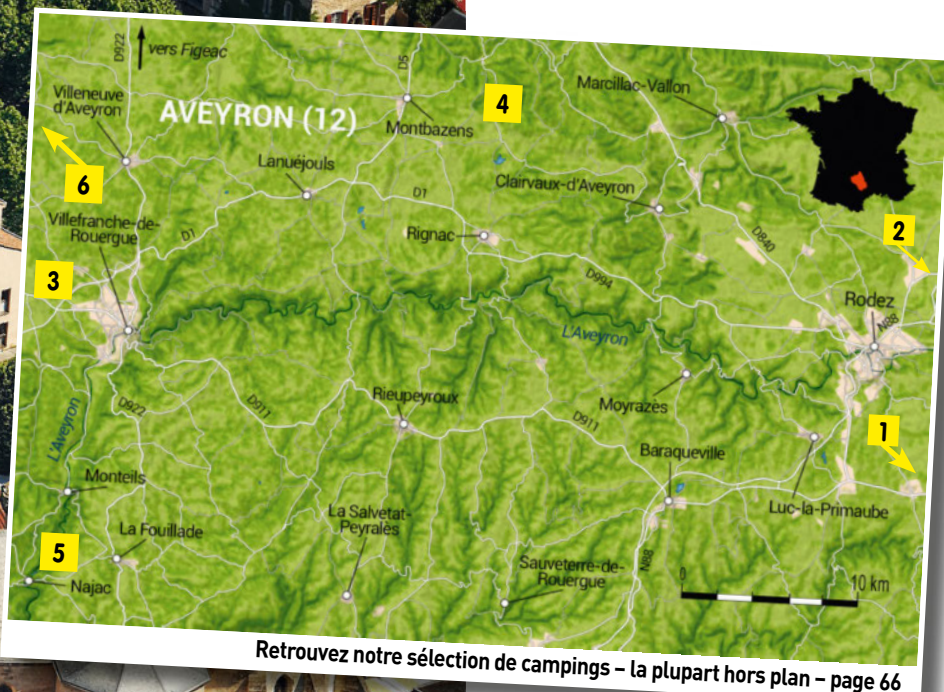 D922
vers Figeac
D5
Villeneuve
d'Aveyron
AVEYRON (12)
Montbazens
4
Marcillac-Vallon
6
Lanuéjouls
D1
Clairvaux-d'Aveyron
Villefranche-de-
Rouergue
D1
Rignac
D840
2
3
D994
Rodez
N88
L'Aveyron
L'Aveyron
D922
D911
Rieupeyroux
D911
Moyrazès
Baraqueville
1
Monteils
La Fouillade
La Salvetat-
Peyralès
Luc-la-Primaube
5
Najac
Sauveterre-de-
Rouergue
N88
0
10 km
Retrouvez notre sélection de campings – la plupart hors plan – page 66